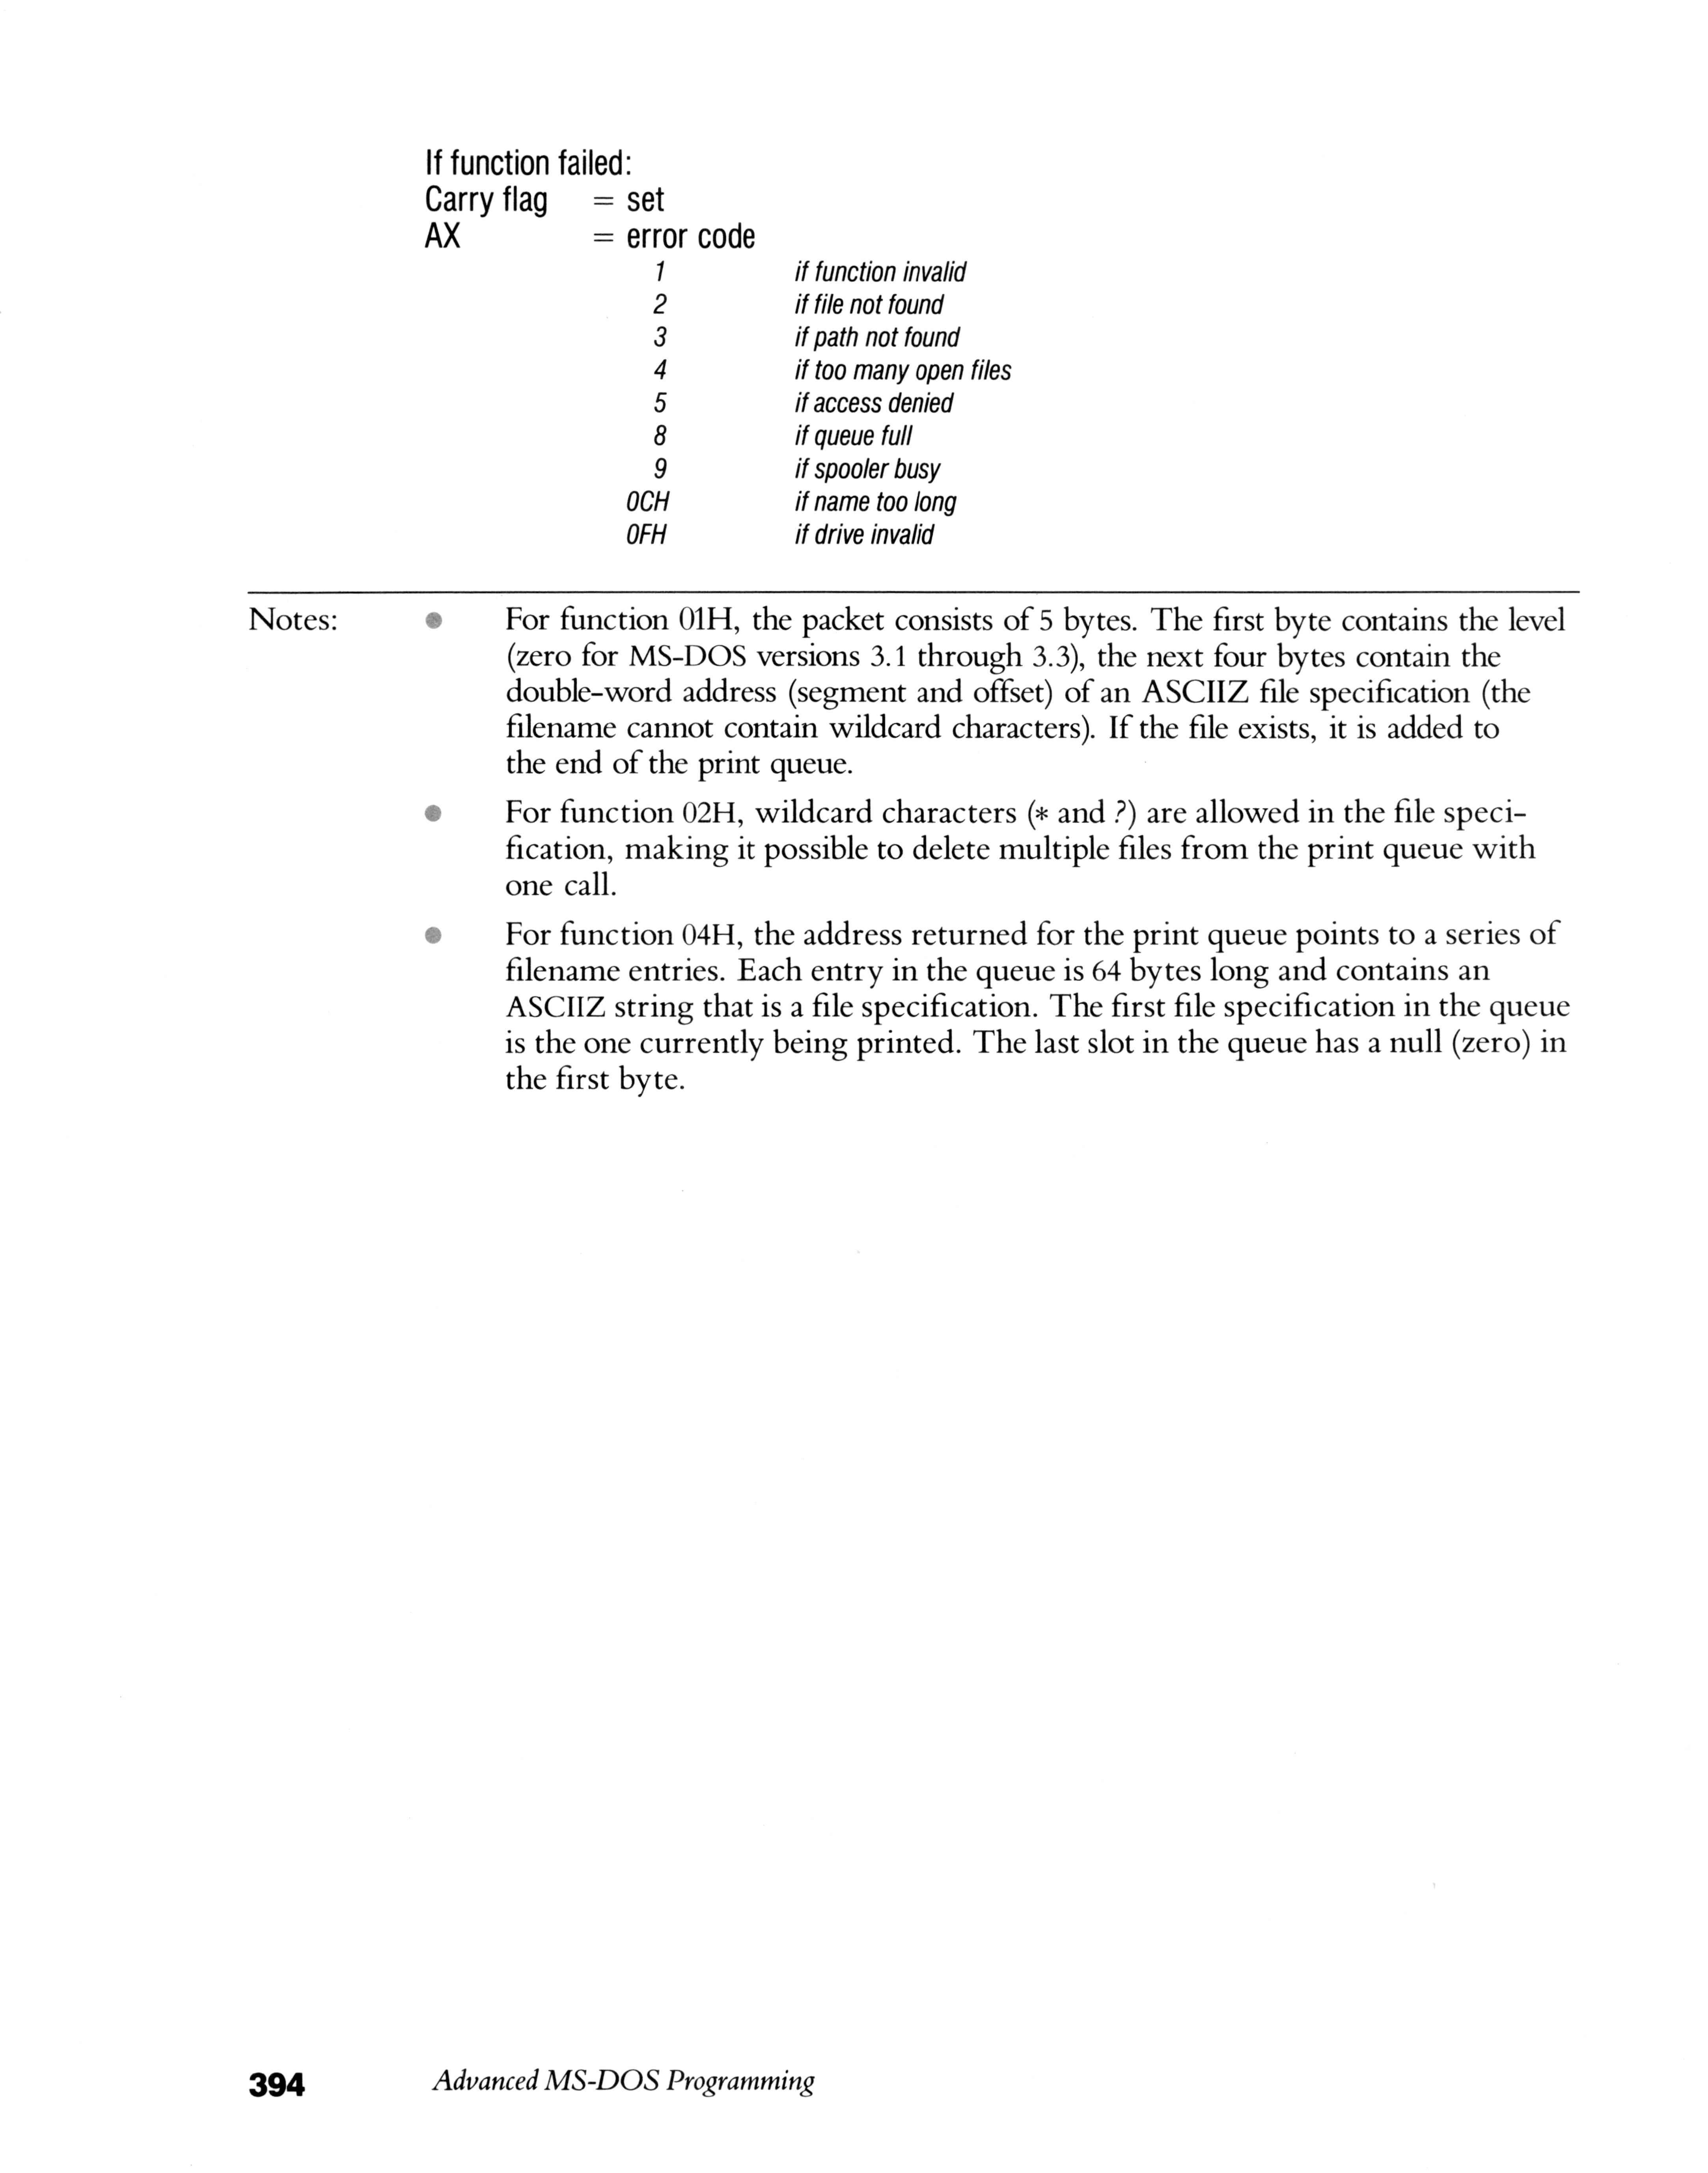 If function failed:
Carry flag = set
AX = error code
1 if function invalid
2 if file not found
3 if path not found
4 if too many open files
5 if access denied
8 if queue full
9 if spooler busy
0CH if name too long
0FH if drive invalid
Notes: ● For function 01H, the packet consists of 5 bytes. The first byte contains the level
(zero for MS-DOS versions 3.1 through 3.3), the next four bytes contain the
double-word address (segment and offset) of an ASCIIZ file specification (the
filename cannot contain wildcard characters). If the file exists, it is added to
the end of the print queue.
● For function 02H, wildcard characters (* and ?) are allowed in the file speci-
fication, making it possible to delete multiple files from the print queue with
one call.
● For function 04H, the address returned for the print queue points to a series of
filename entries. Each entry in the queue is 64 bytes long and contains an
ASCIIZ string that is a file specification. The first file specification in the queue
is the one currently being printed. The last slot in the queue has a null (zero) in
the first byte.
394 Advanced MS-DOS Programming